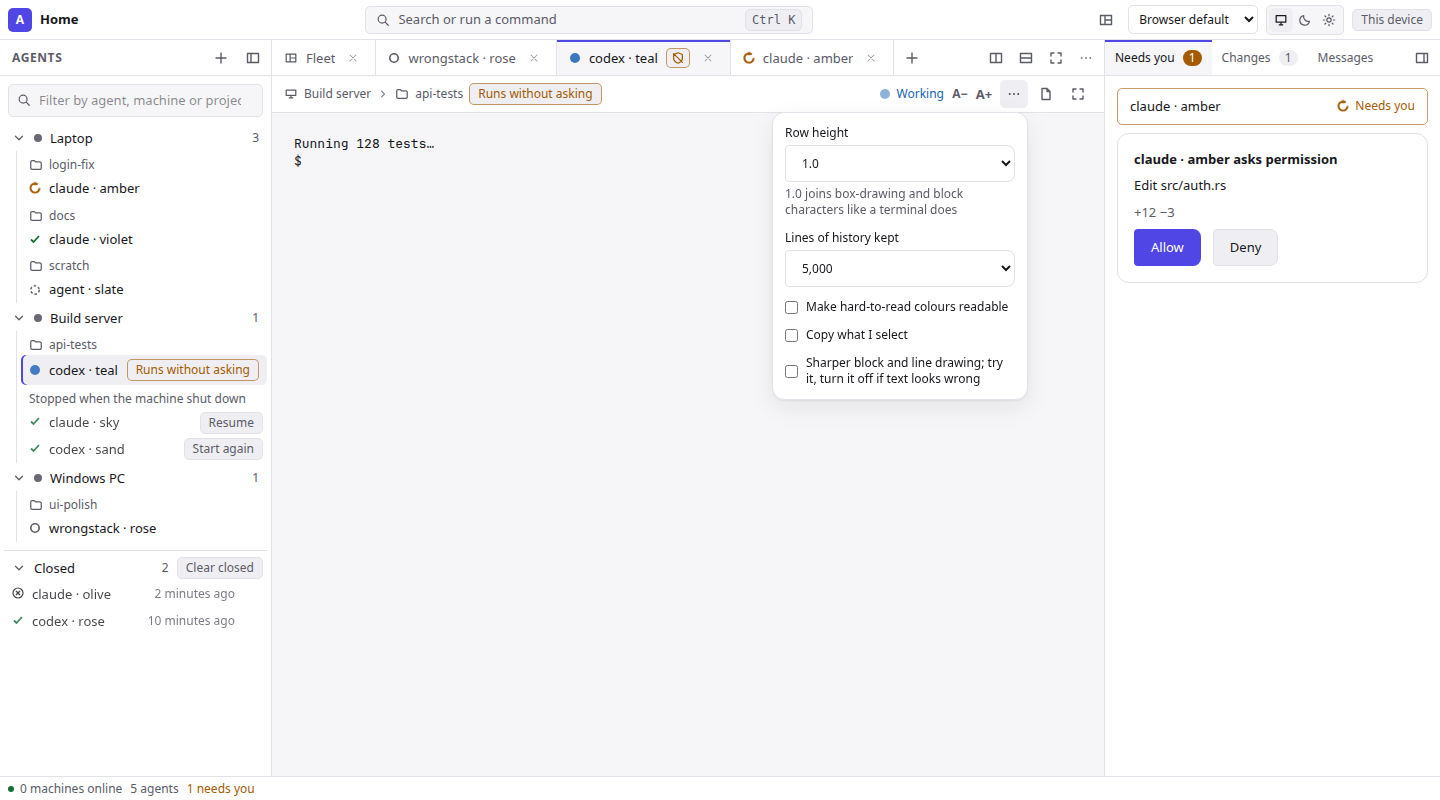 A Home
Search or run a command Ctrl K
Browser default
This device
AGENTS
Filter by agent, machine or projec
Laptop 3
login-fix
claude · amber
docs
claude · violet
scratch
agent · slate
Build server 1
api-tests
codex · teal Runs without asking
Stopped when the machine shut down
claude · sky Resume
codex · sand Start again
Windows PC 1
ui-polish
wrongstack · rose
Closed 2 Clear closed
claude · olive 2 minutes ago
codex · rose 10 minutes ago
Fleet
wrongstack · rose
codex · teal
claude · amber
Build server api-tests Runs without asking
Working A− A+
Running 128 tests…
$
Row height
1.0
1.0 joins box-drawing and block
characters like a terminal does
Lines of history kept
5,000
Make hard-to-read colours readable
Copy what I select
Sharper block and line drawing; try
it, turn it off if text looks wrong
Needs you 1
Changes 1
Messages
claude · amber Needs you
claude · amber asks permission
Edit src/auth.rs
+12 −3
Allow Deny
0 machines online 5 agents 1 needs you